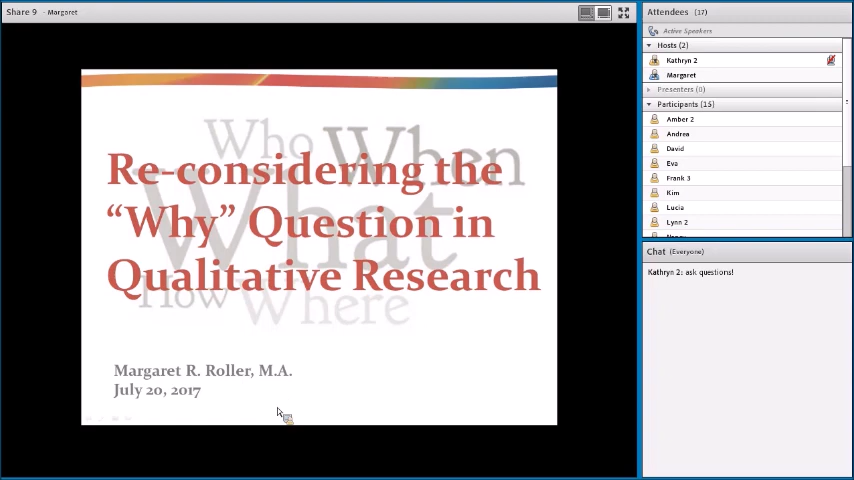 Share 9 - Margaret
Who When
What
How Where
Re-considering the
“Why” Question in
Qualitative Research
Margaret R. Roller, M.A.
July 20, 2017
Attendees (17)
Active Speakers
Hosts (2)
Kathryn 2
Margaret
Presenters (0)
Participants (15)
Amber 2
Andrea
David
Eva
Frank 3
Kim
Lucia
Lynn 2
Chat (Everyone)
Kathryn 2: ask questions!